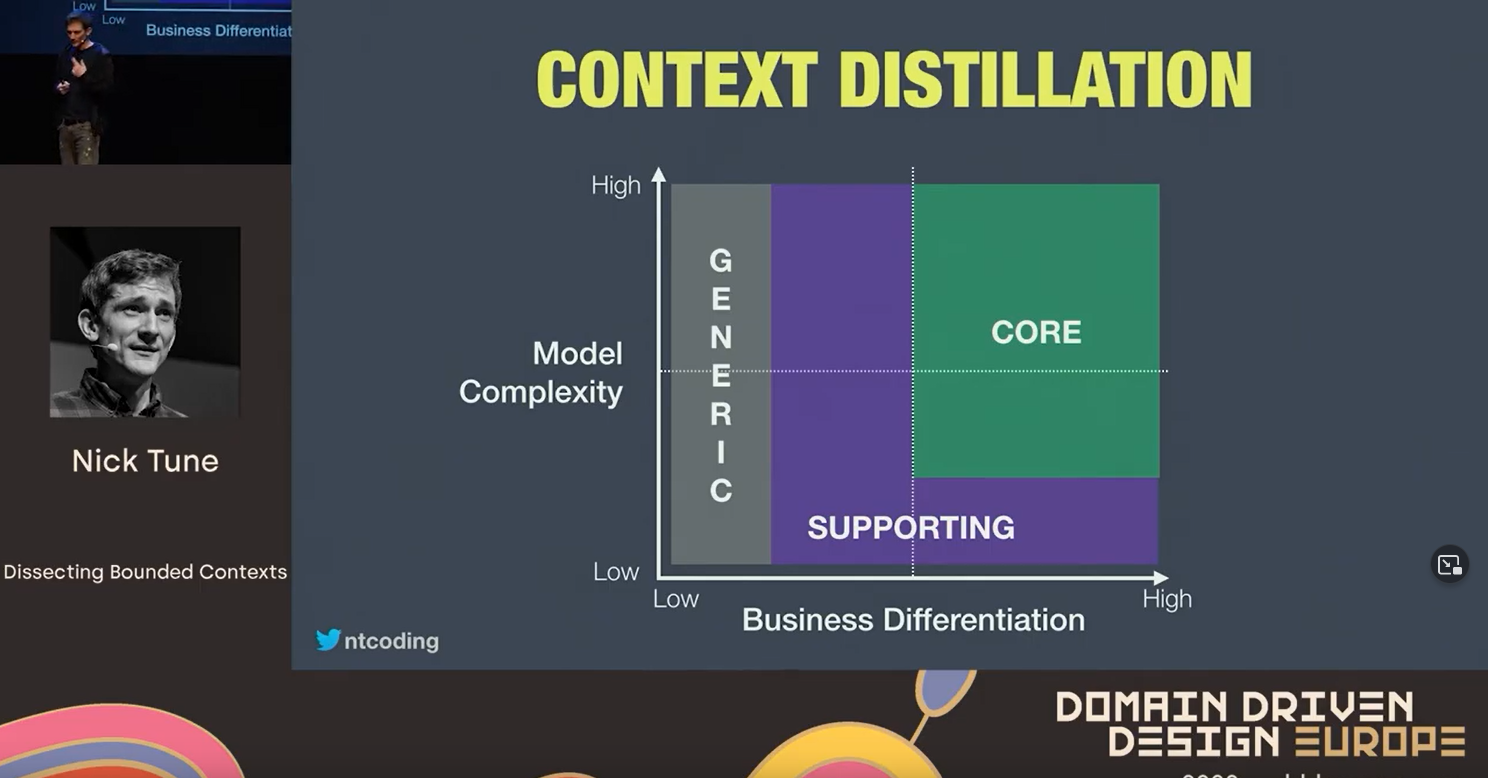 Low
Low
Business Differentiat
CONTEXT DISTILLATION
High
GENERIC
CORE
Model
Complexity
SUPPORTING
Low
Low
High
Business Differentiation
ntcoding
Nick Tune
Dissecting Bounded Contexts
DOMAIN DRIVEN
DESIGN EUROPE